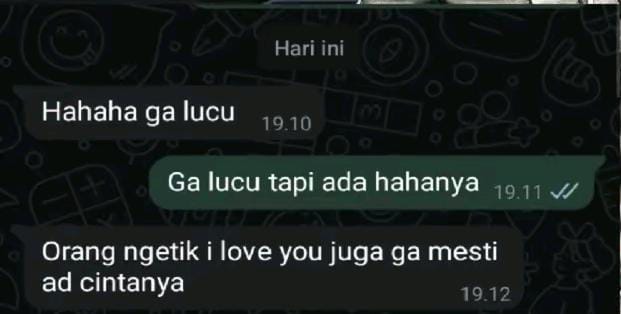 Hari ini
Hahaha ga lucu
19.10
Ga lucu tapi ada hahanya
19.11
Orang ngetik i love you juga ga mesti
ad cintanya
19.12